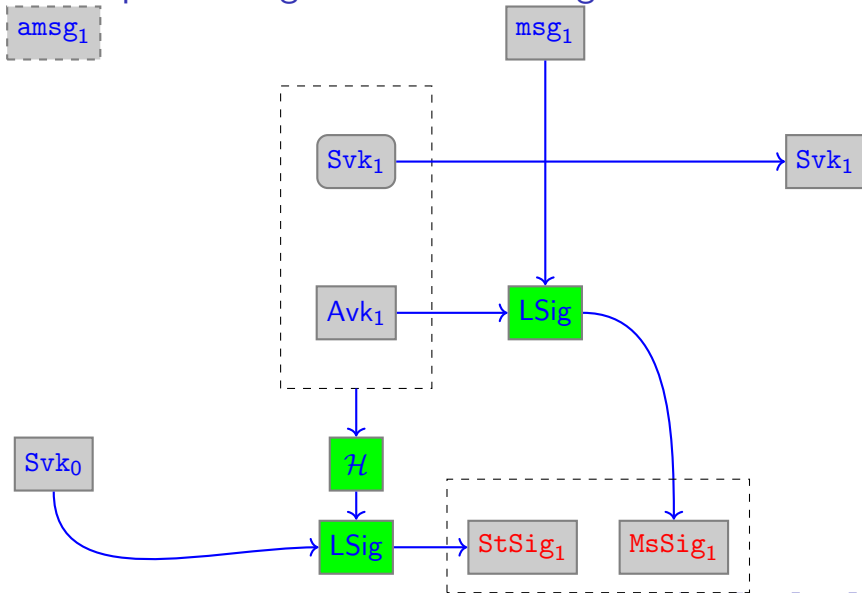 amsg₁
msg₁
Svk₁
Svk₁
Avk₁
LSig
Svk₀
ℋ
LSig
StSig₁
MsSig₁